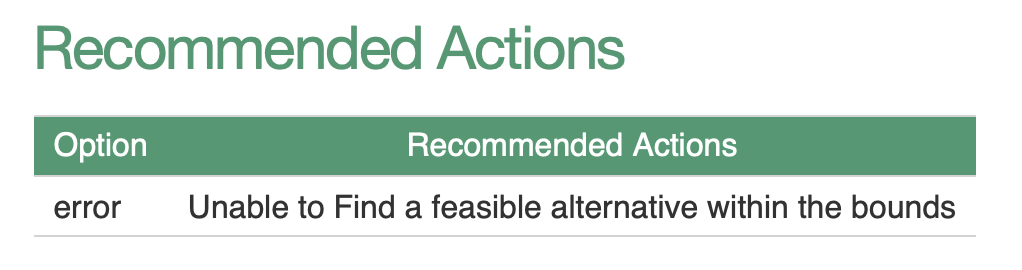 Recommended Actions
Option Recommended Actions
error Unable to Find a feasible alternative within the bounds